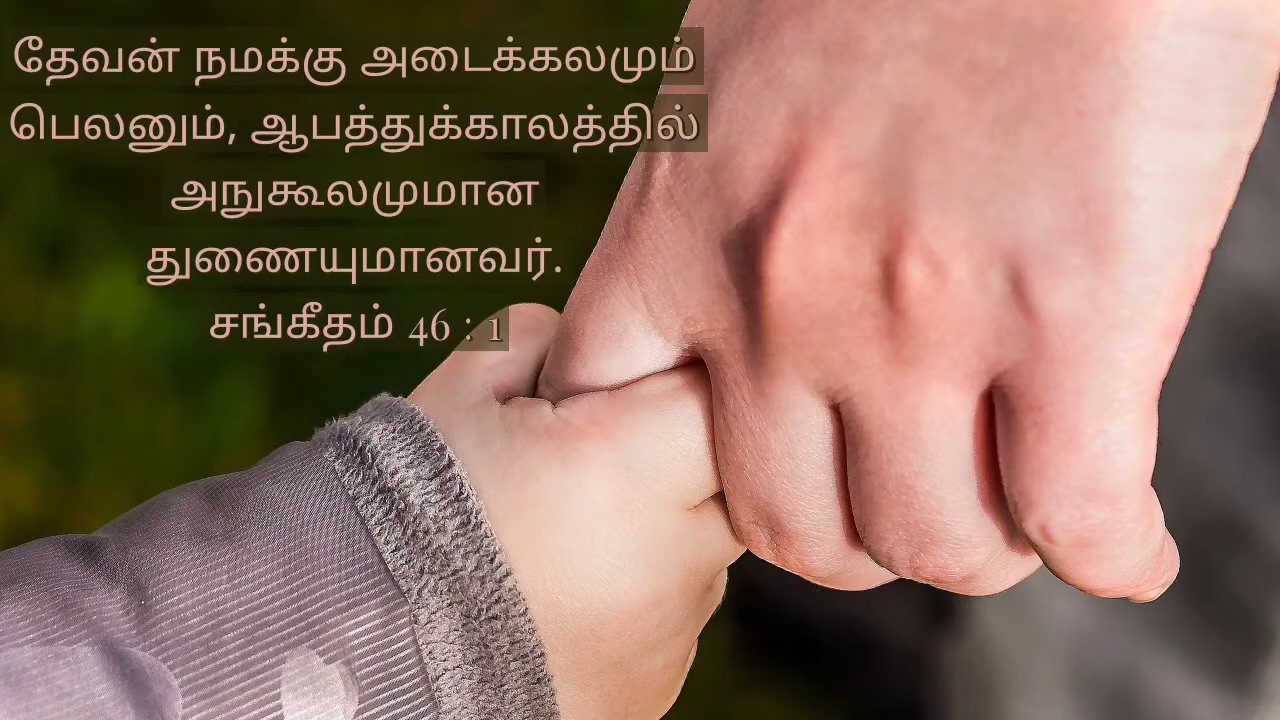 தேவன் நமக்கு அடைக்கலமும்
பெலனும், ஆபத்துக்காலத்தில்
அநுகூலமுமான
துணையுமானவர்.
சங்கீதம் 46 : 1